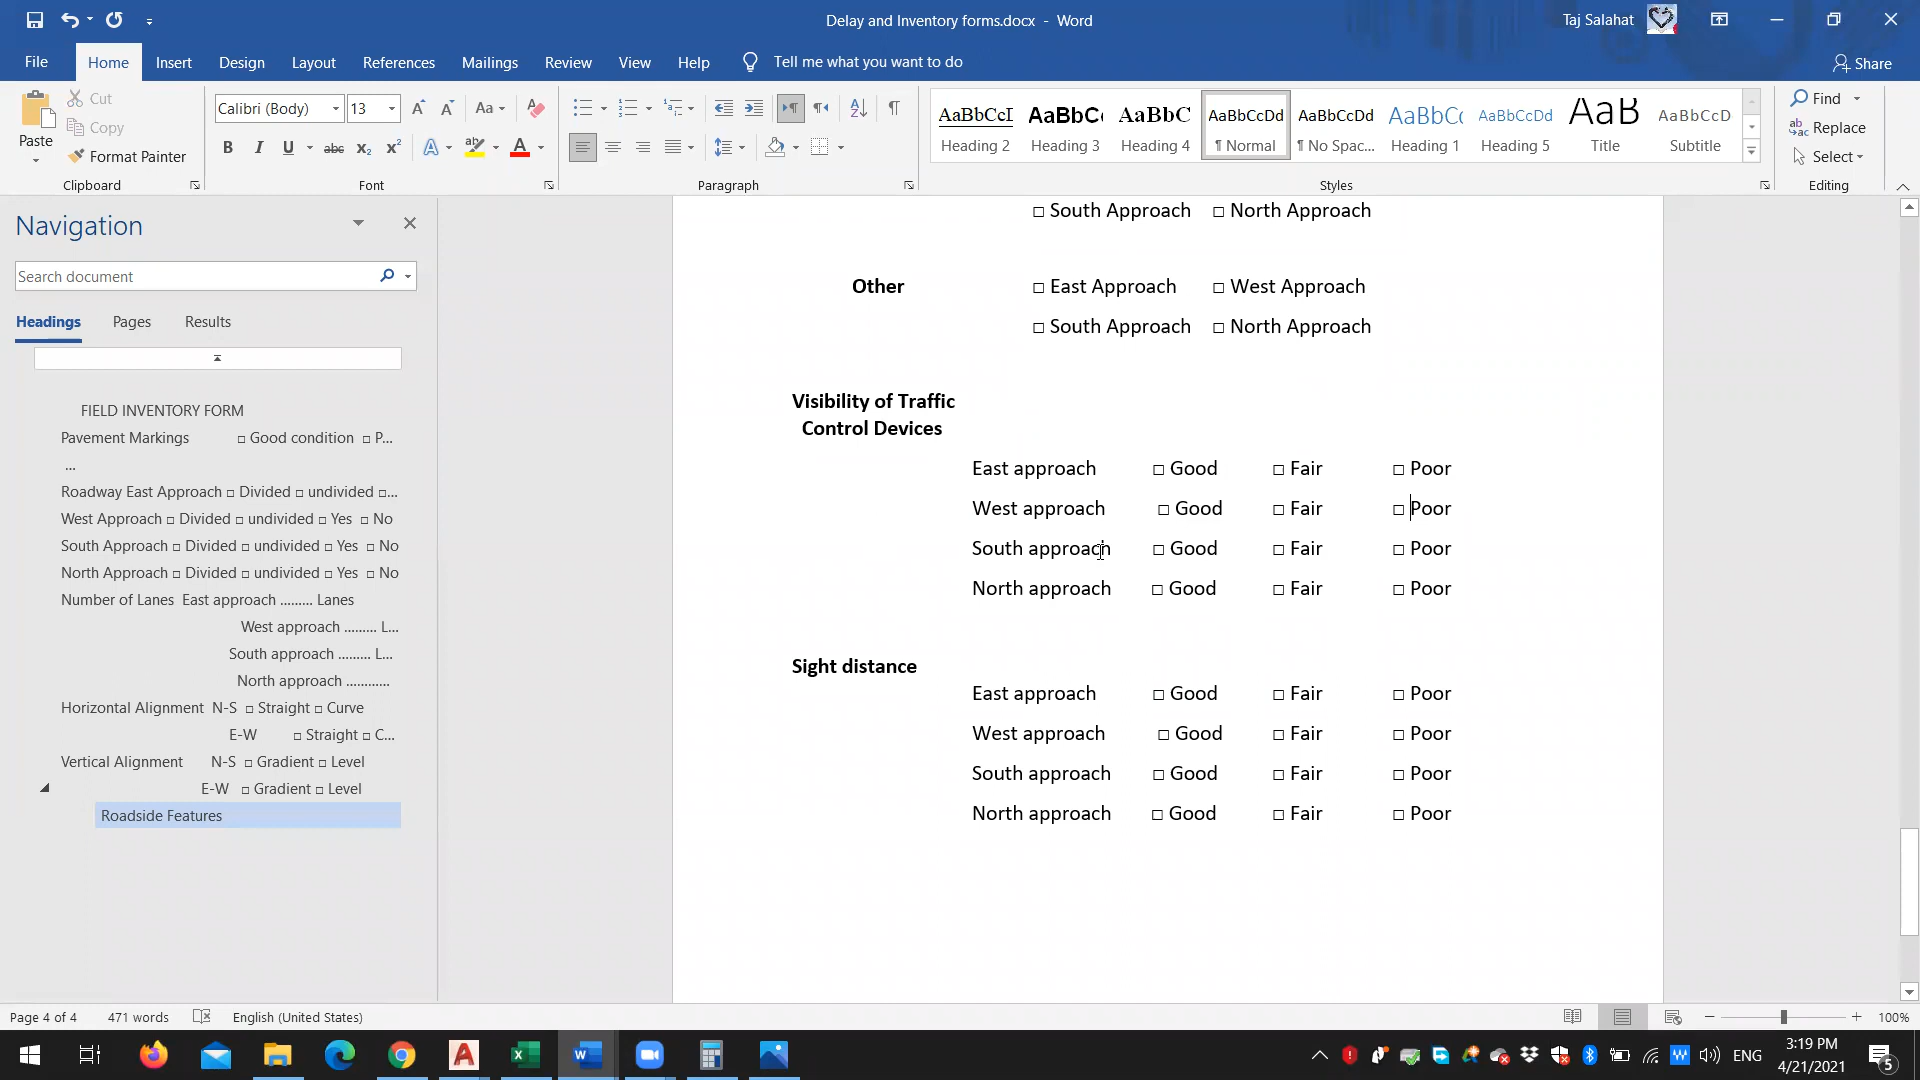 Delay and Inventory forms.docx - Word
Taj Salahat
File Home Insert Design Layout References Mailings Review View Help Tell me what you want to do Share
Paste
Cut
Copy
Format Painter
Clipboard
Calibri (Body) 13
Font
Paragraph
AaBbCcI AaBbC AaBbC AaBbCcDd AaBbCcDd AaBbCc AaBbCcDd AaB AaBbCcD
Heading 2 Heading 3 Heading 4 ¶ Normal ¶ No Spac... Heading 1 Heading 5 Title Subtitle
Styles
Find
Replace
Select
Editing
Navigation
Search document
Headings Pages Results
FIELD INVENTORY FORM
Pavement Markings □ Good condition □ P...
...
Roadway East Approach □ Divided □ undivided □...
West Approach □ Divided □ undivided □ Yes □ No
South Approach □ Divided □ undivided □ Yes □ No
North Approach □ Divided □ undivided □ Yes □ No
Number of Lanes East approach ......... Lanes
West approach ......... L...
South approach ......... L...
North approach ............
Horizontal Alignment N-S □ Straight □ Curve
E-W □ Straight □ C...
Vertical Alignment N-S □ Gradient □ Level
E-W □ Gradient □ Level
Roadside Features
□ South Approach □ North Approach
Other □ East Approach □ West Approach
□ South Approach □ North Approach
Visibility of Traffic
Control Devices
East approach □ Good □ Fair □ Poor
West approach □ Good □ Fair □ Poor
South approach □ Good □ Fair □ Poor
North approach □ Good □ Fair □ Poor
Sight distance
East approach □ Good □ Fair □ Poor
West approach □ Good □ Fair □ Poor
South approach □ Good □ Fair □ Poor
North approach □ Good □ Fair □ Poor
Page 4 of 4 471 words English (United States) 100%
ENG
3:19 PM
4/21/2021
5